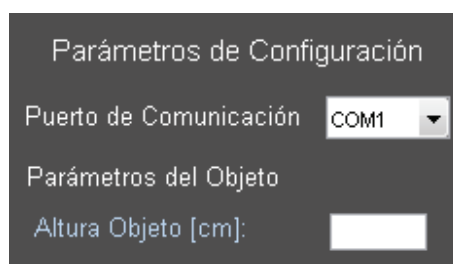 Parámetros de Configuración
Puerto de Comunicación COM1
Parámetros del Objeto
Altura Objeto [cm]: